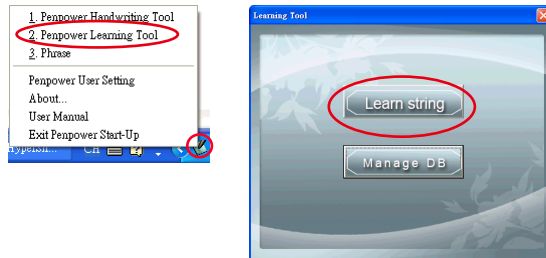 1. Penpower Handwriting Tool
2. Penpower Learning Tool
3. Phrase
Penpower User Setting
About...
User Manual
Exit Penpower Start-Up
CH
Learning Tool
Learn string
Manage DB